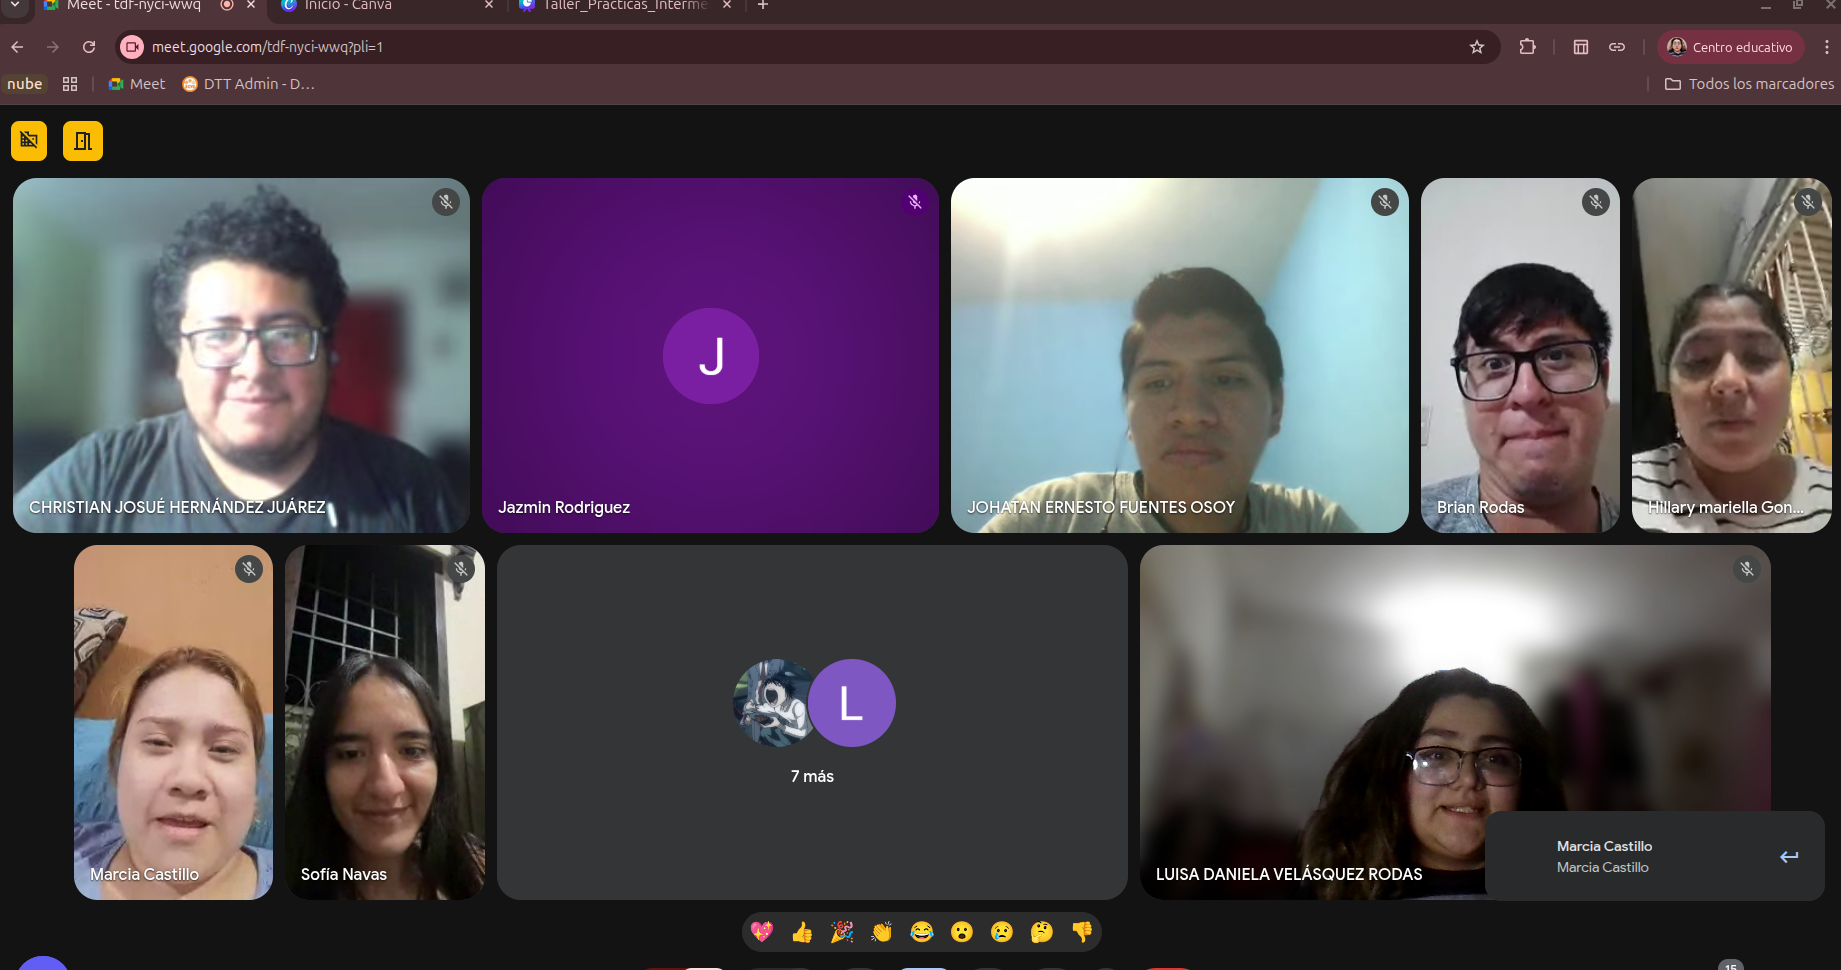 Meet - tdf-nyci-wwq
Inicio - Canva
Taller_Practicas_Interme
meet.google.com/tdf-nyci-wwq?pli=1
Centro educativo
nube
Meet
DTT Admin - D...
Todos los marcadores
CHRISTIAN JOSUÉ HERNÁNDEZ JUÁREZ
J
Jazmin Rodriguez
JOHATAN ERNESTO FUENTES OSOY
Brian Rodas
Hillary mariella Gon...
Marcia Castillo
Sofía Navas
L
7 más
LUISA DANIELA VELÁSQUEZ RODAS
Marcia Castillo
Marcia Castillo
15